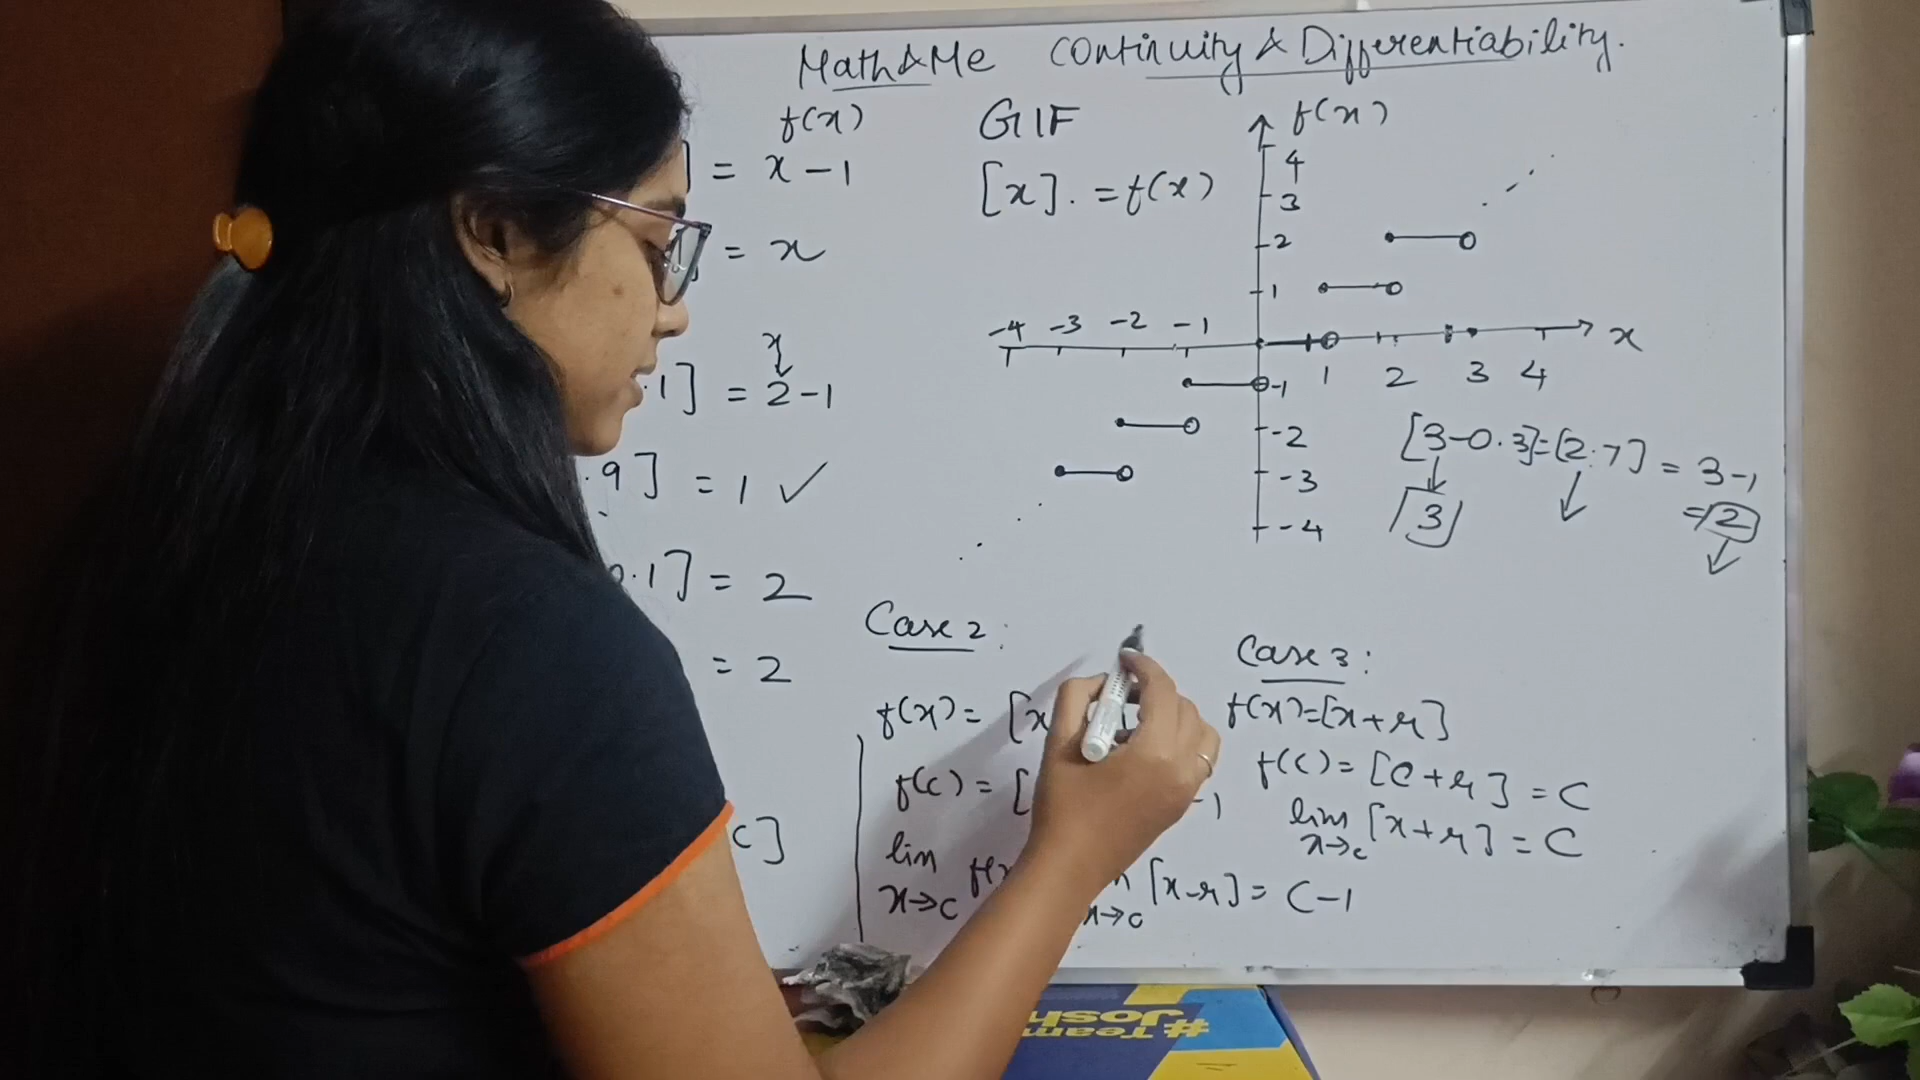 Math&Me Continuity & Differentiability.
f(x)
] = x-1
= x
x
.1] = 2-1
.9] = 1 ✓
0.1] = 2
= 2
c]
GIF
[x]. = f(x)
f(x)
4
3
2
1
-4 -3 -2 -1
x
1 2 3 4
-1
-2
-3
-4
[3-0.3]=[2.7] = 3-1
[3]
=2
Case 2:
f(x) = [x
f(c) = [ -1
lim f(x [x-r] = C-1
x→c x→c
Case 3:
f(x)=[x+r]
f(c) = [c+r] = C
lim [x+r] = C
x→c
#Team
Josh